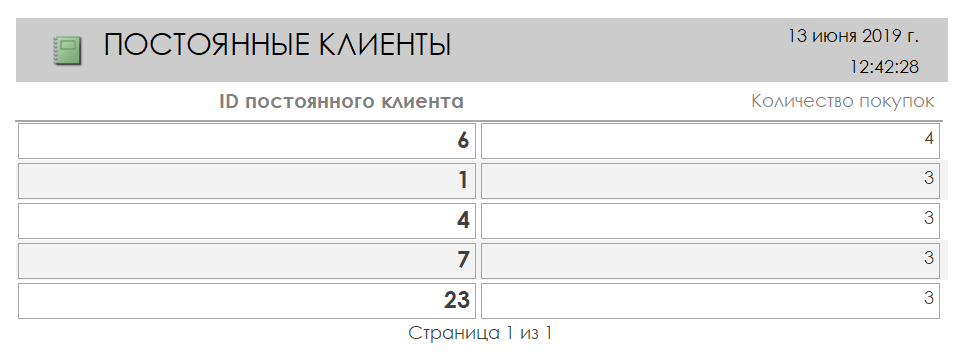 ПОСТОЯННЫЕ КЛИЕНТЫ
13 июня 2019 г.
12:42:28
ID постоянного клиента Количество покупок
6 4
1 3
4 3
7 3
23 3
Страница 1 из 1